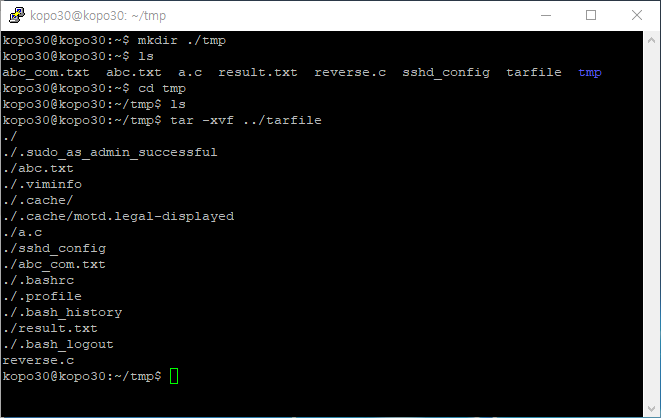 kopo30@kopo30: ~/tmp
kopo30@kopo30:~$ mkdir ./tmp
kopo30@kopo30:~$ ls
abc_com.txt  abc.txt  a.c  result.txt  reverse.c  sshd_config  tarfile  tmp
kopo30@kopo30:~$ cd tmp
kopo30@kopo30:~/tmp$ ls
kopo30@kopo30:~/tmp$ tar -xvf ../tarfile
./
./.sudo_as_admin_successful
./abc.txt
./.viminfo
./.cache/
./.cache/motd.legal-displayed
./a.c
./sshd_config
./abc_com.txt
./.bashrc
./.profile
./.bash_history
./result.txt
./.bash_logout
reverse.c
kopo30@kopo30:~/tmp$